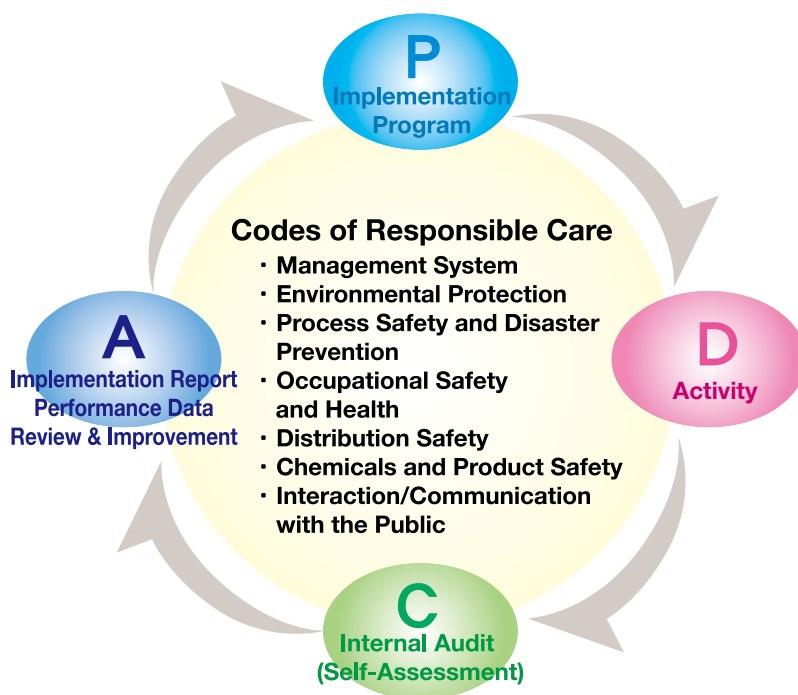 P
Implementation
Program
Codes of Responsible Care
· Management System
· Environmental Protection
· Process Safety and Disaster
Prevention
· Occupational Safety
and Health
· Distribution Safety
· Chemicals and Product Safety
· Interaction/Communication
with the Public
A
Implementation Report
Performance Data
Review & Improvement
D
Activity
C
Internal Audit
(Self-Assessment)